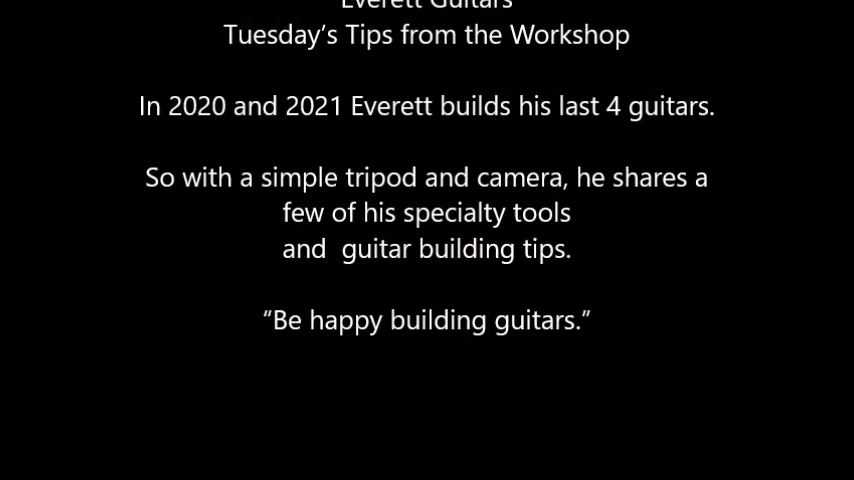 Everett Guitars
Tuesday’s Tips from the Workshop
In 2020 and 2021 Everett builds his last 4 guitars.
So with a simple tripod and camera, he shares a
few of his specialty tools
and  guitar building tips.
“Be happy building guitars.”